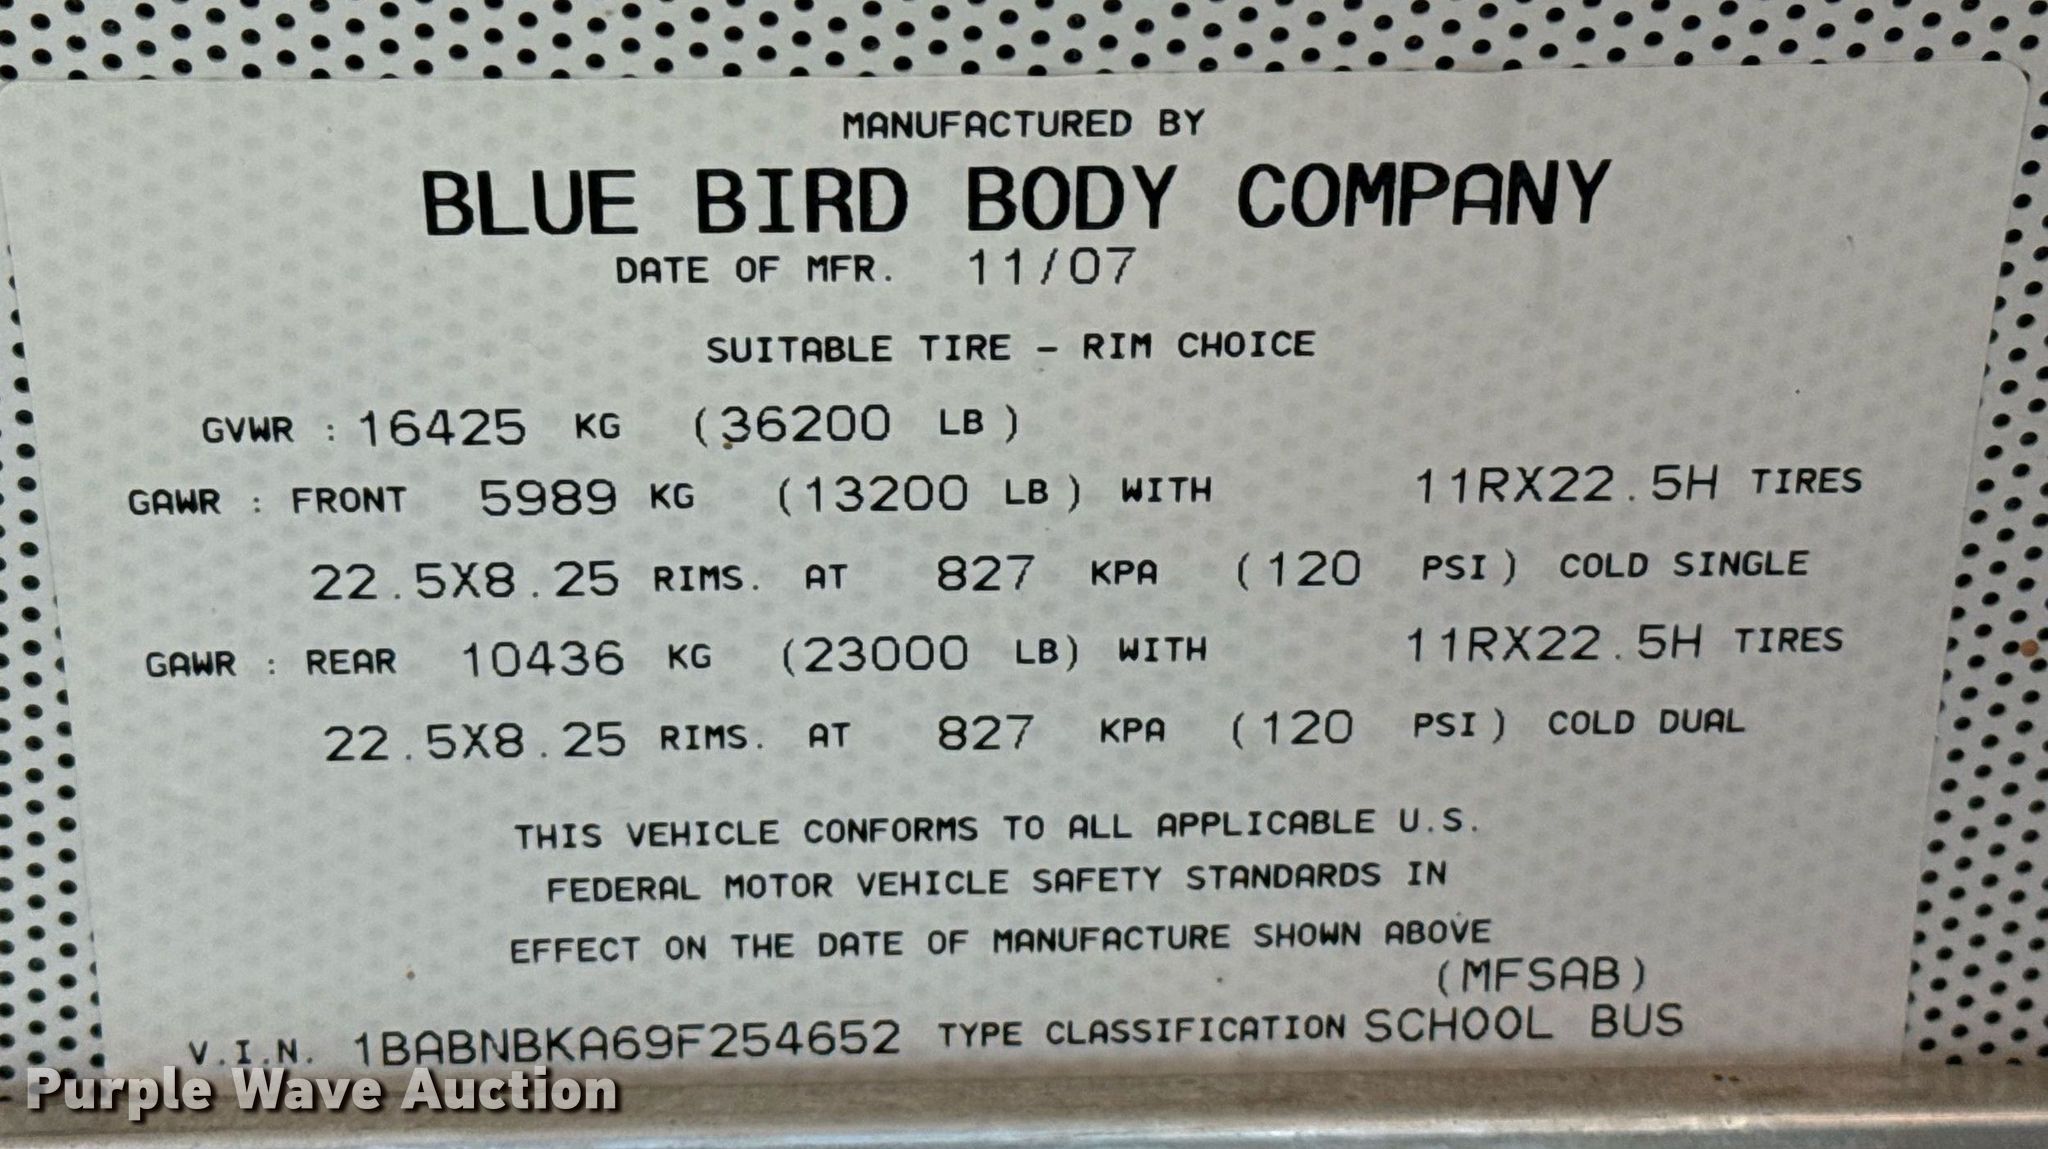 MANUFACTURED BY
BLUE BIRD BODY COMPANY
DATE OF MFR. 11/07
SUITABLE TIRE - RIM CHOICE
GVWR : 16425 KG (36200 LB)
GAWR : FRONT 5989 KG (13200 LB) WITH 11RX22.5H TIRES
22.5X8.25 RIMS. AT 827 KPA (120 PSI) COLD SINGLE
GAWR : REAR 10436 KG (23000 LB) WITH 11RX22.5H TIRES
22.5X8.25 RIMS. AT 827 KPA (120 PSI) COLD DUAL
THIS VEHICLE CONFORMS TO ALL APPLICABLE U.S.
FEDERAL MOTOR VEHICLE SAFETY STANDARDS IN
EFFECT ON THE DATE OF MANUFACTURE SHOWN ABOVE
(MFSAB)
V.I.N. 1BABNBKA69F254652 TYPE CLASSIFICATION SCHOOL BUS
Purple Wave Auction